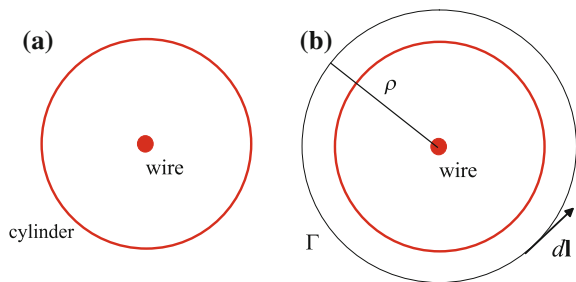 (a)
wire
cylinder
(b)
ρ
wire
Γ
dl